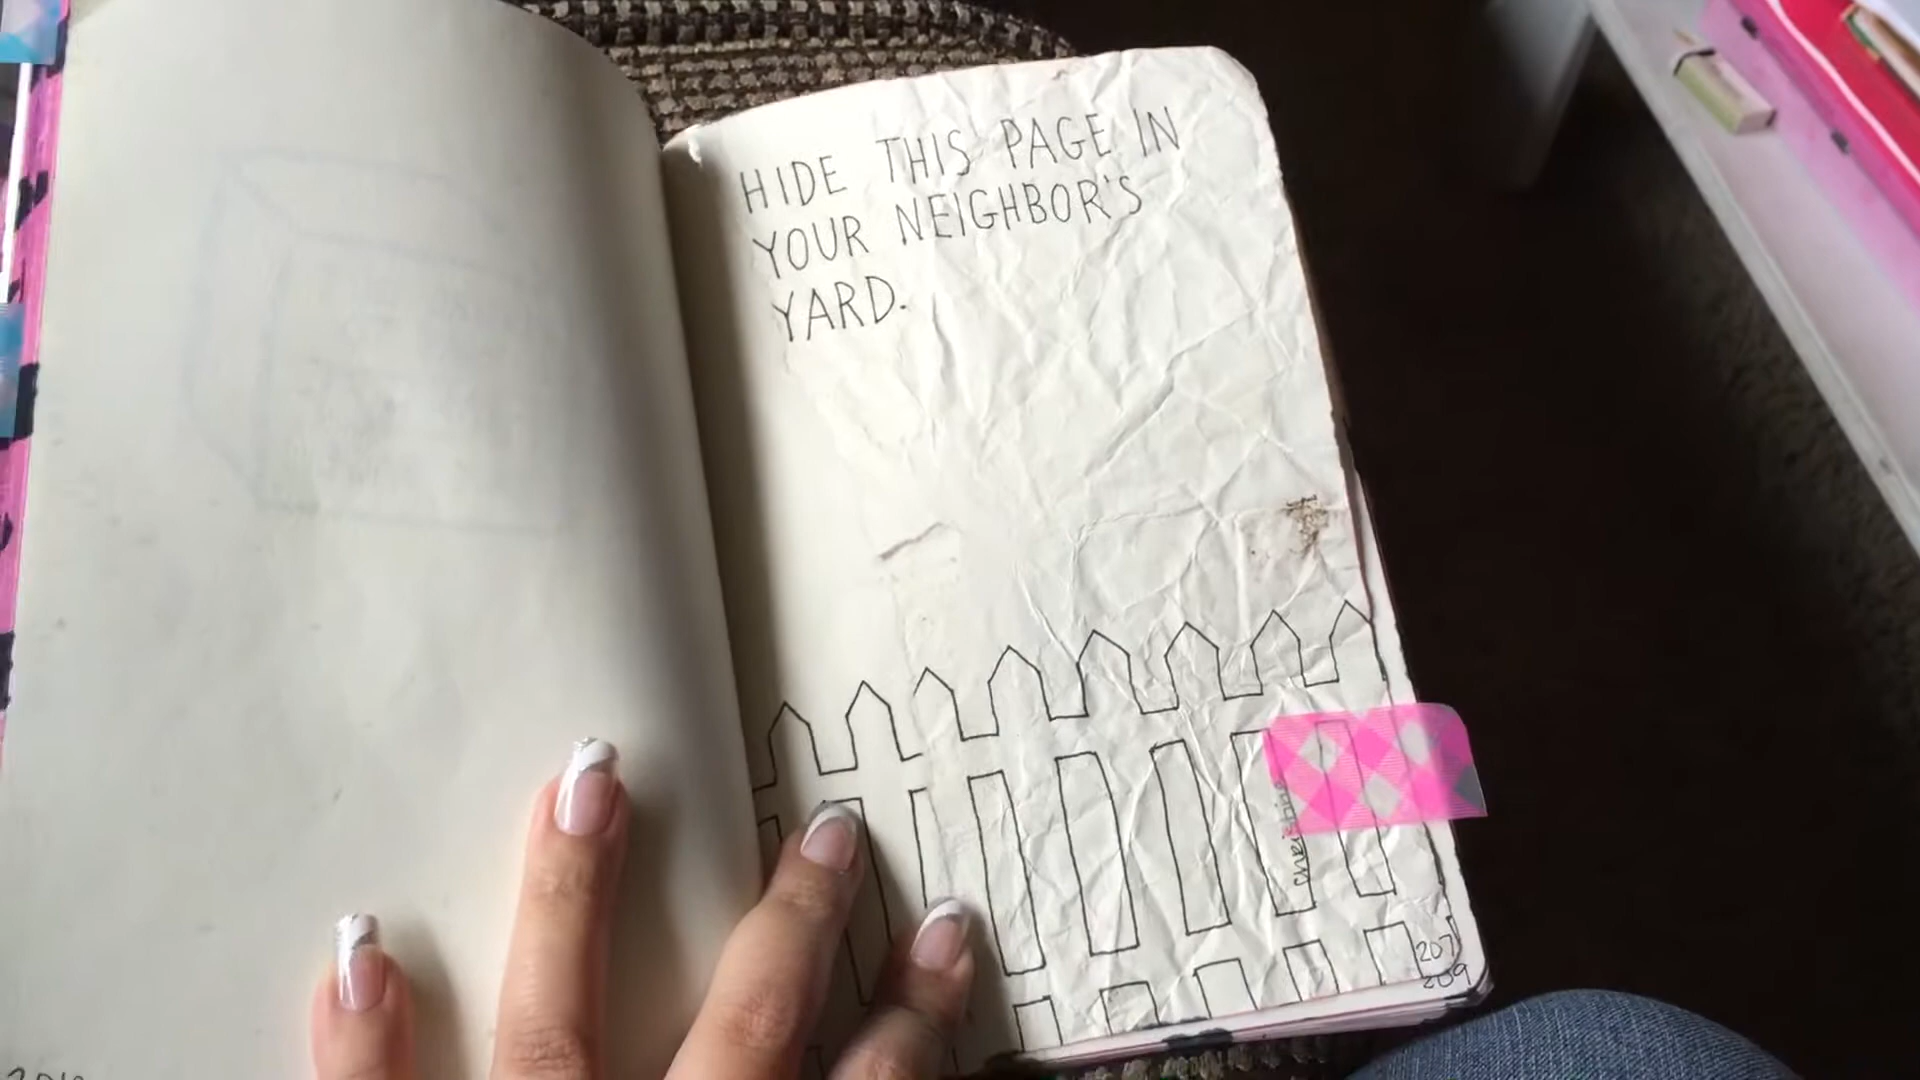 HIDE THIS PAGE IN
YOUR NEIGHBOR'S
YARD.
207
209